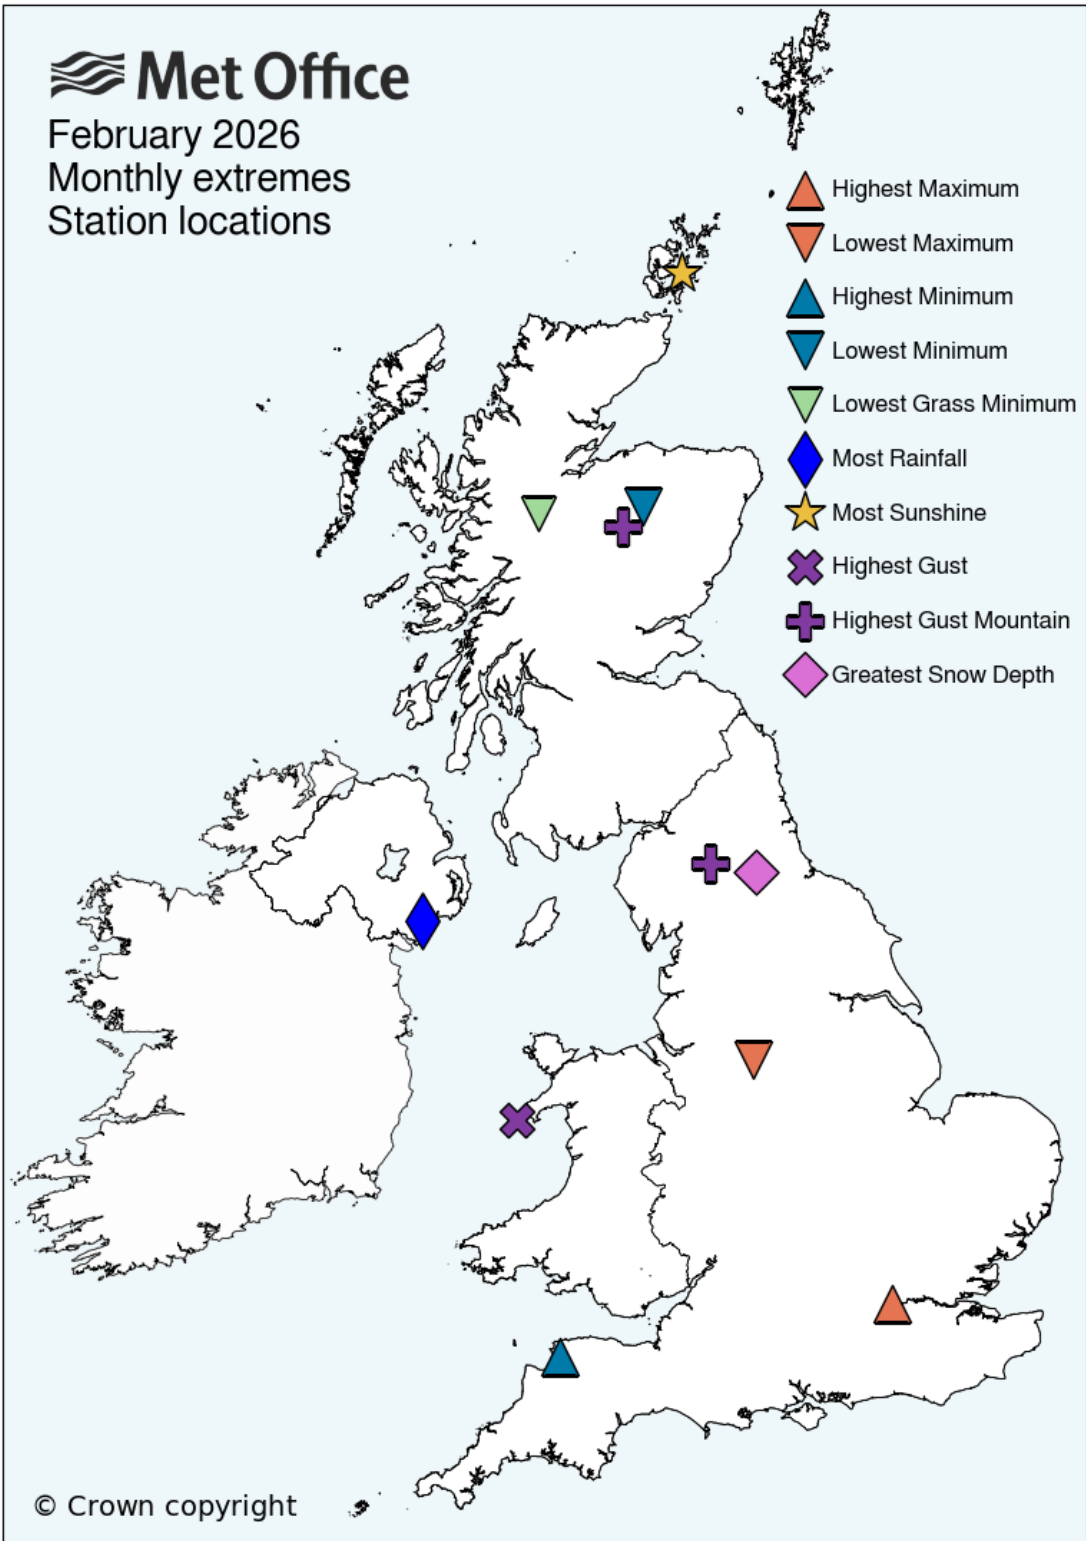 Met Office
February 2026
Monthly extremes
Station locations
Highest Maximum
Lowest Maximum
Highest Minimum
Lowest Minimum
Lowest Grass Minimum
Most Rainfall
Most Sunshine
Highest Gust
Highest Gust Mountain
Greatest Snow Depth
© Crown copyright